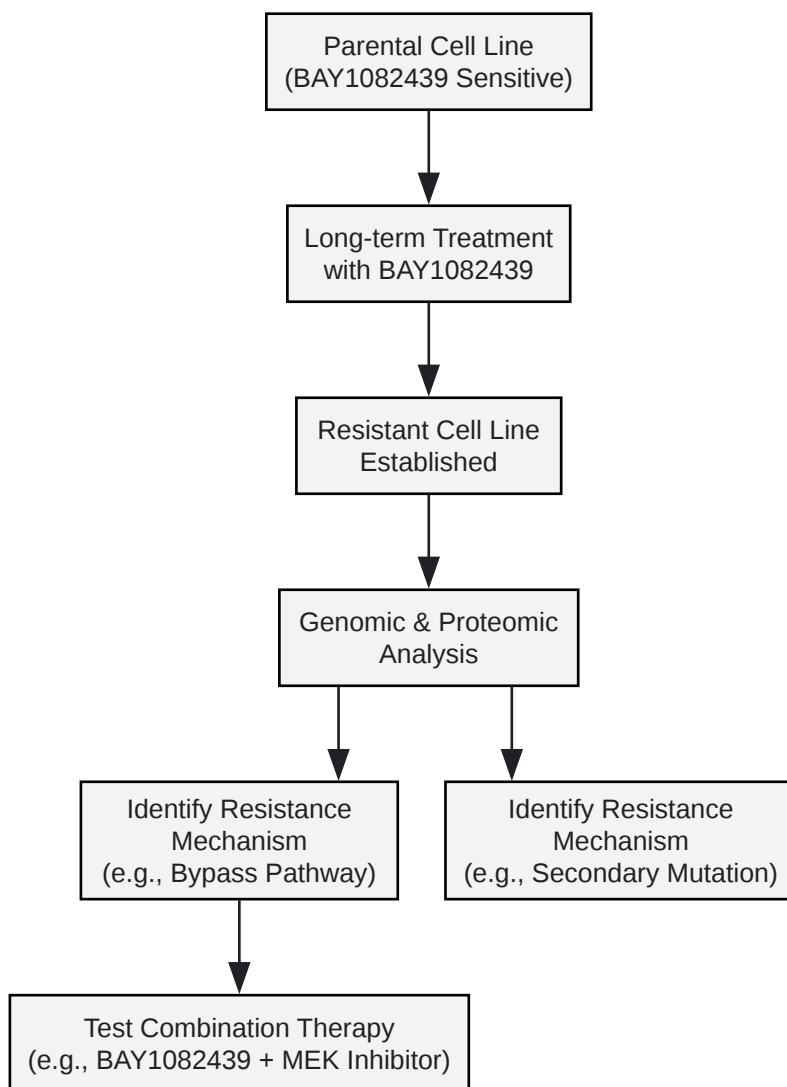 Parental Cell Line
(BAY1082439 Sensitive)
Long-term Treatment
with BAY1082439
Resistant Cell Line
Established
Genomic & Proteomic
Analysis
Identify Resistance
Mechanism
(e.g., Bypass Pathway)
Identify Resistance
Mechanism
(e.g., Secondary Mutation)
Test Combination Therapy
(e.g., BAY1082439 + MEK Inhibitor)